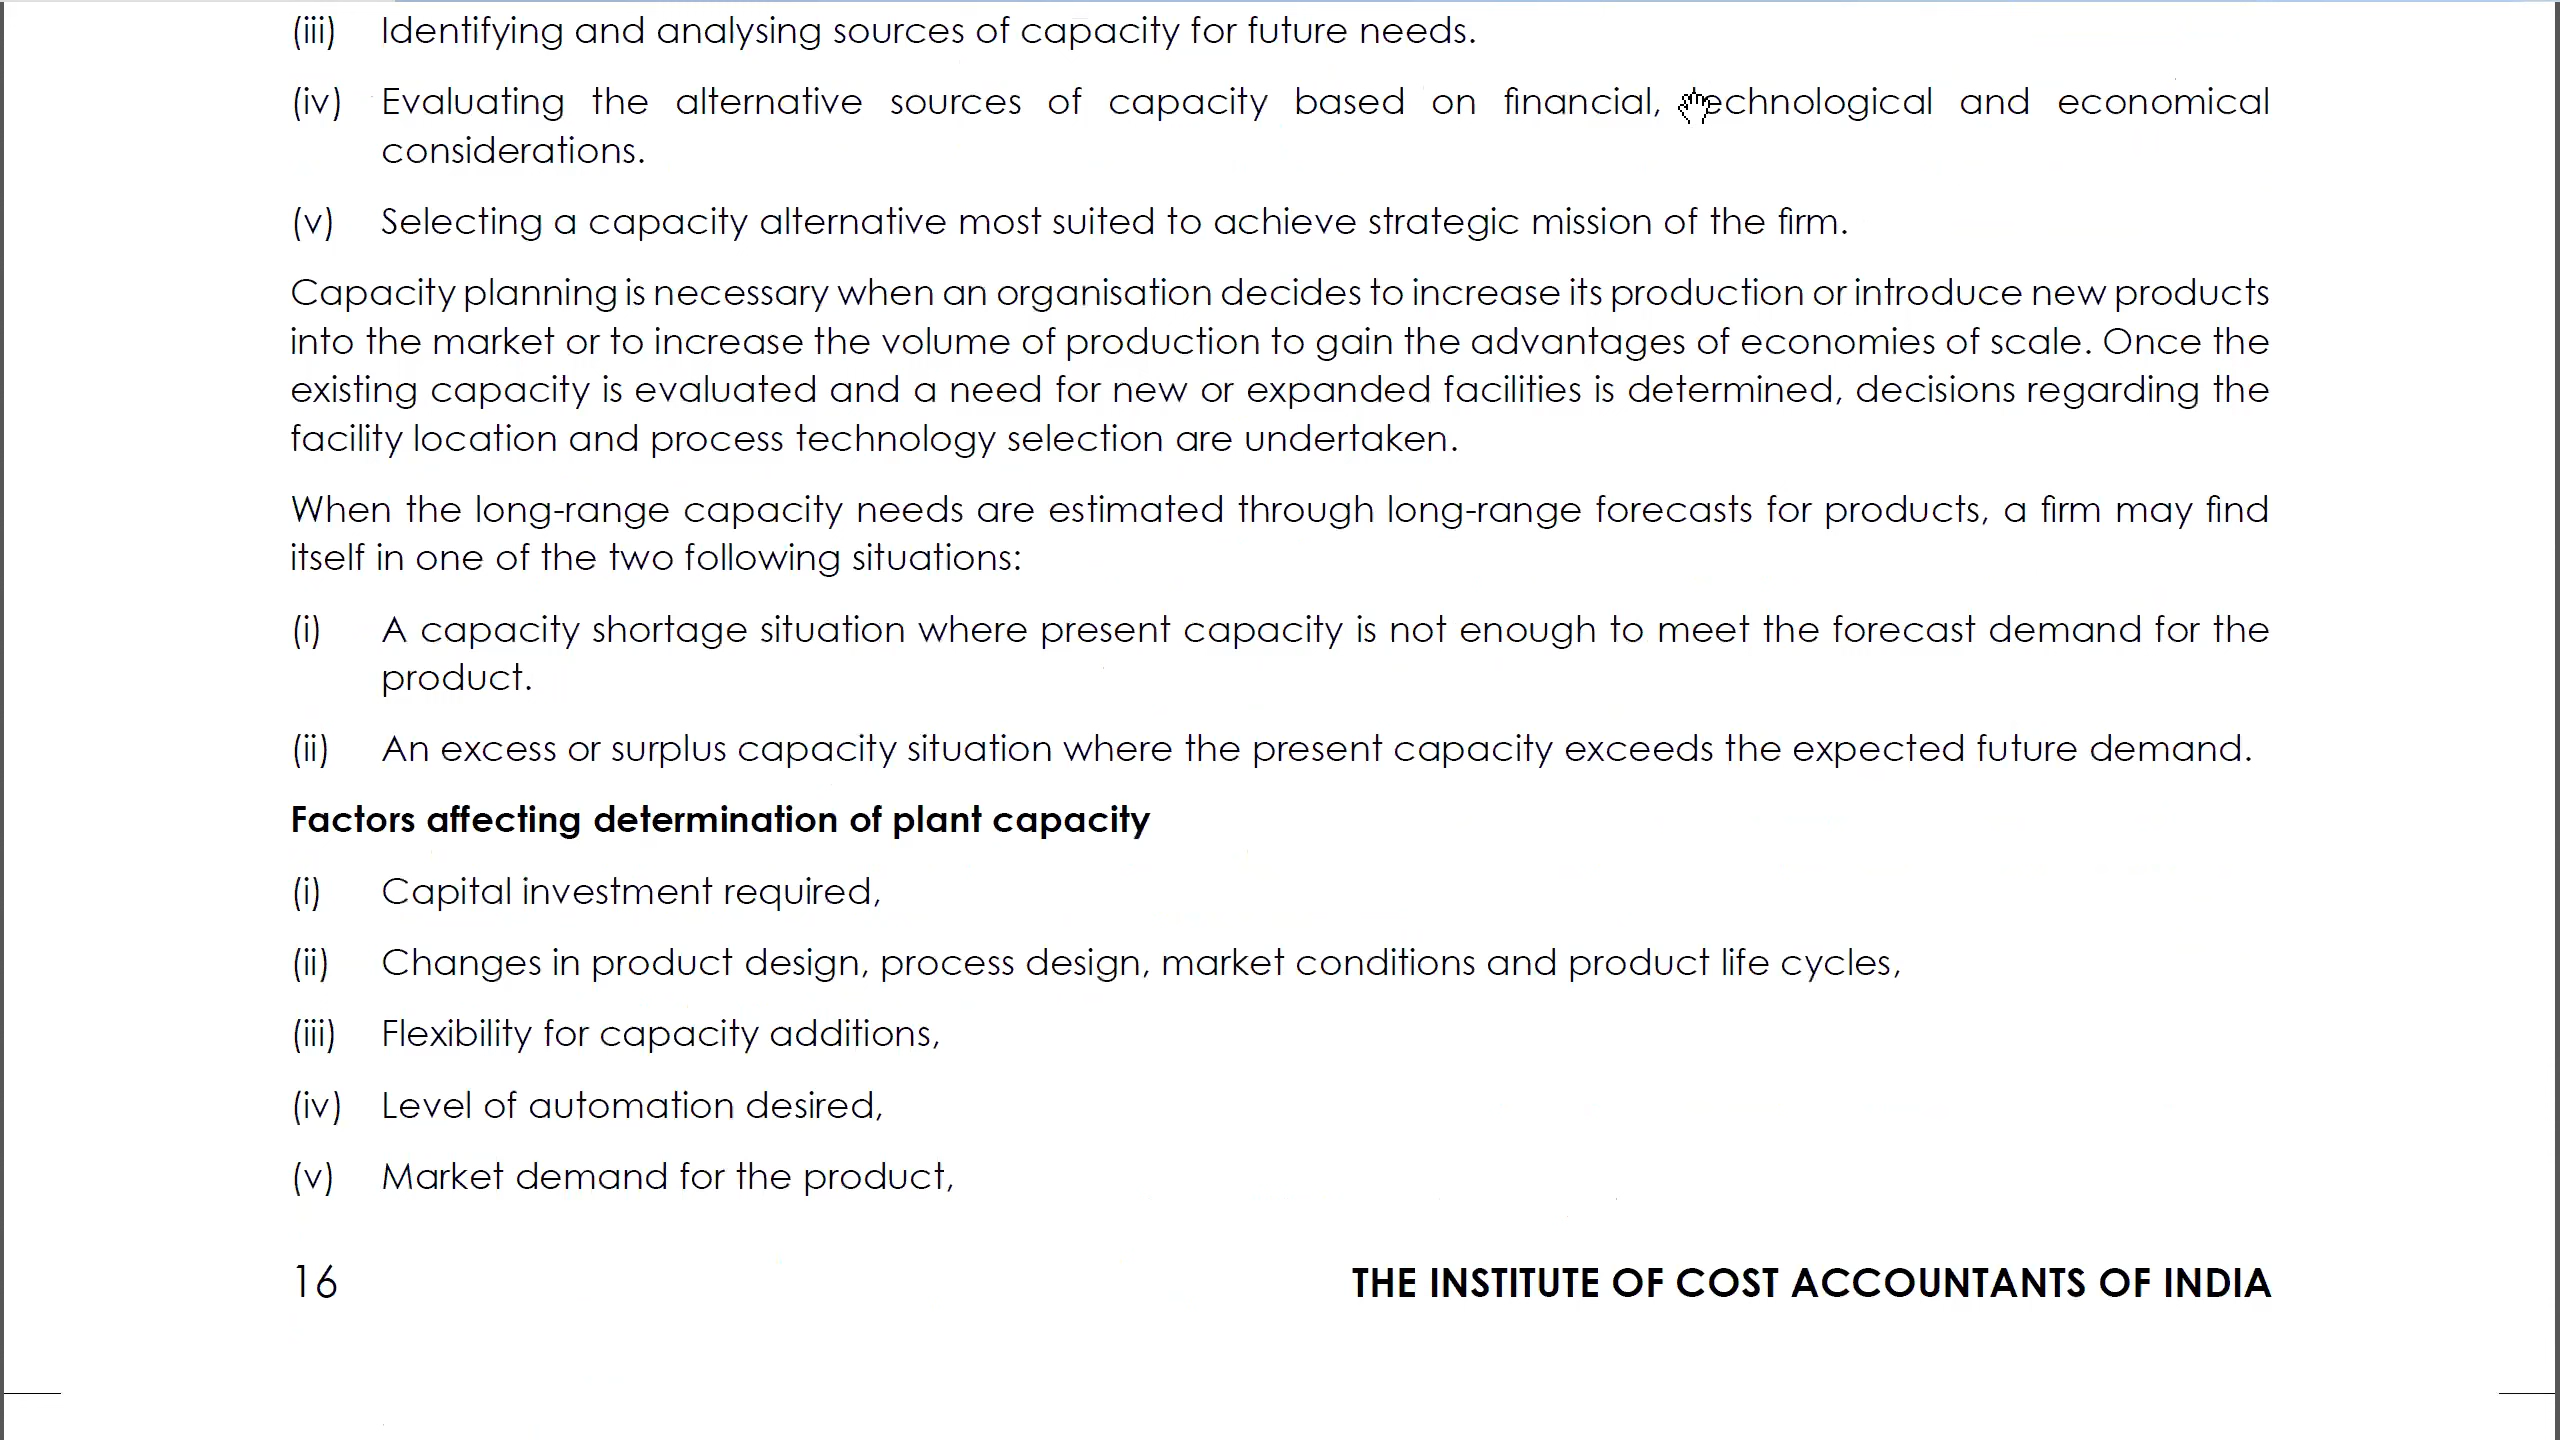 (iii) Identifying and analysing sources of capacity for future needs.
(iv) Evaluating the alternative sources of capacity based on financial, technological and economical
considerations.
(v) Selecting a capacity alternative most suited to achieve strategic mission of the firm.
Capacity planning is necessary when an organisation decides to increase its production or introduce new products
into the market or to increase the volume of production to gain the advantages of economies of scale. Once the
existing capacity is evaluated and a need for new or expanded facilities is determined, decisions regarding the
facility location and process technology selection are undertaken.
When the long-range capacity needs are estimated through long-range forecasts for products, a firm may find
itself in one of the two following situations:
(i) A capacity shortage situation where present capacity is not enough to meet the forecast demand for the
product.
(ii) An excess or surplus capacity situation where the present capacity exceeds the expected future demand.
Factors affecting determination of plant capacity
(i) Capital investment required,
(ii) Changes in product design, process design, market conditions and product life cycles,
(iii) Flexibility for capacity additions,
(iv) Level of automation desired,
(v) Market demand for the product,
16 THE INSTITUTE OF COST ACCOUNTANTS OF INDIA